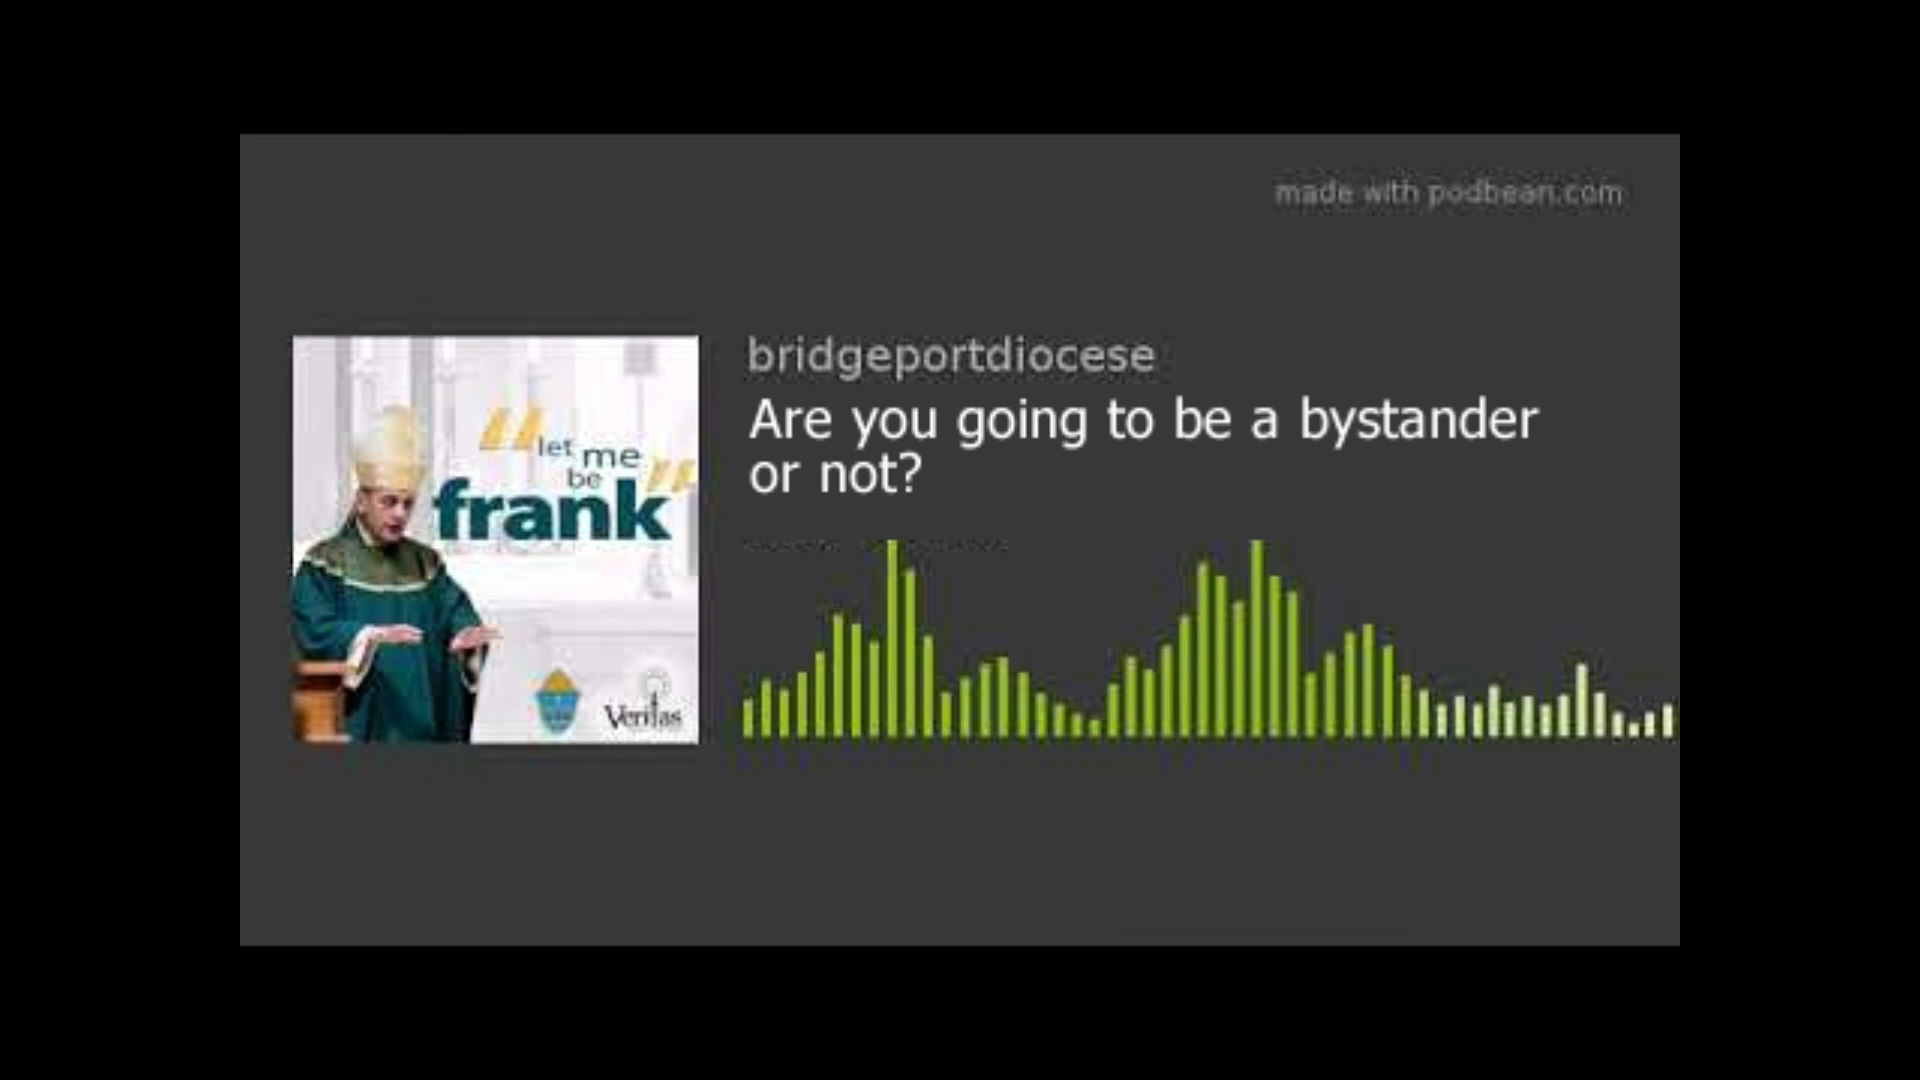 made with podbean.com
bridgeportdiocese
Are you going to be a bystander
or not?
let me
be
frank
Veritas